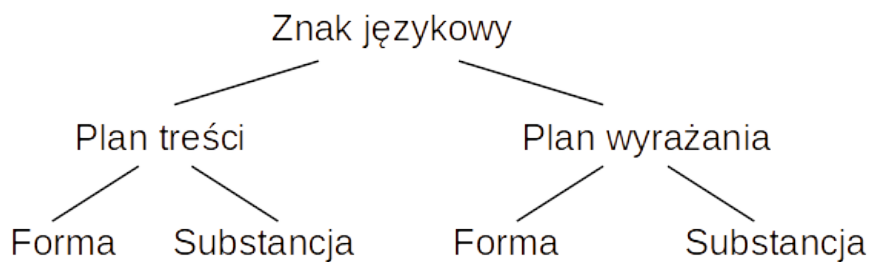 Znak językowy
Plan treści Plan wyrażania
Forma Substancja Forma Substancja